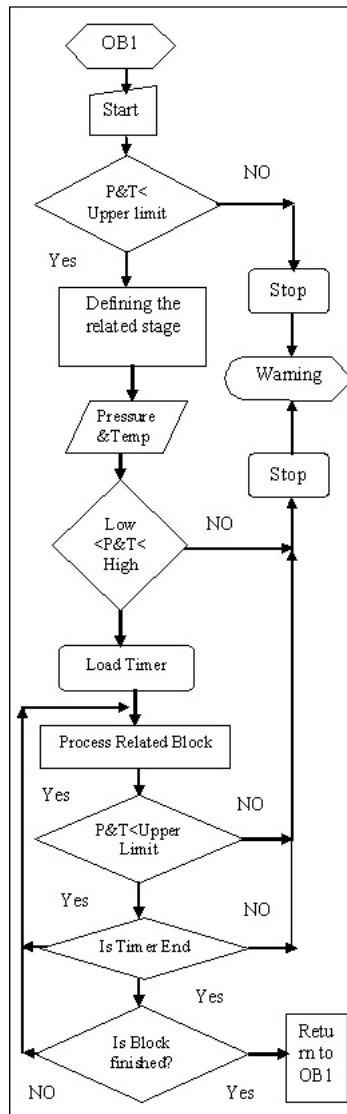 OB1
Start
P&T<
Upper limit
NO
Yes
Defining the
related stage
Stop
Warning
Pressure
&Temp
Stop
Low
<P&T<
High
NO
Load Timer
Process Related Block
Yes
NO
P&T<Upper
Limit
Yes
NO
Is Timer End
Yes
Is Block
finished?
Retu
rn to
OB1
NO
Yes